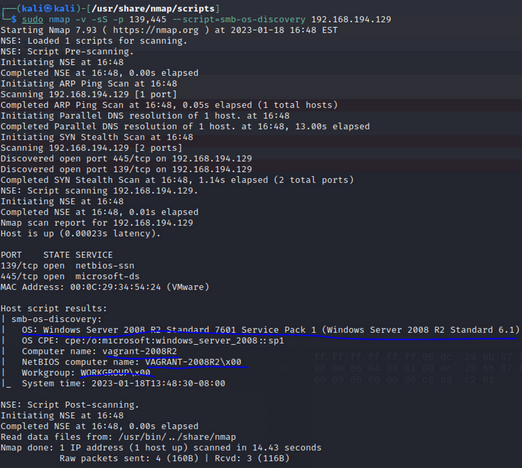 (kali㉿kali)-[/usr/share/nmap/scripts]
$ sudo nmap -v -sS -p 139,445 --script=smb-os-discovery 192.168.194.129
Starting Nmap 7.93 ( https://nmap.org ) at 2023-01-18 16:48 EST
NSE: Loaded 1 scripts for scanning.
NSE: Script Pre-scanning.
Initiating NSE at 16:48
Completed NSE at 16:48, 0.00s elapsed
Initiating ARP Ping Scan at 16:48
Scanning 192.168.194.129 [1 port]
Completed ARP Ping Scan at 16:48, 0.05s elapsed (1 total hosts)
Initiating Parallel DNS resolution of 1 host. at 16:48
Completed Parallel DNS resolution of 1 host. at 16:48, 13.00s elapsed
Initiating SYN Stealth Scan at 16:48
Scanning 192.168.194.129 [2 ports]
Discovered open port 445/tcp on 192.168.194.129
Discovered open port 139/tcp on 192.168.194.129
Completed SYN Stealth Scan at 16:48, 1.14s elapsed (2 total ports)
NSE: Script scanning 192.168.194.129.
Initiating NSE at 16:48
Completed NSE at 16:48, 0.01s elapsed
Nmap scan report for 192.168.194.129
Host is up (0.00023s latency).
PORT STATE SERVICE
139/tcp open netbios-ssn
445/tcp open microsoft-ds
MAC Address: 00:0C:29:34:54:24 (VMware)
Host script results:
| smb-os-discovery:
| OS: Windows Server 2008 R2 Standard 7601 Service Pack 1 (Windows Server 2008 R2 Standard 6.1)
| OS CPE: cpe:/o:microsoft:windows_server_2008::sp1
| Computer name: vagrant-2008R2
| NetBIOS computer name: VAGRANT-2008R2\x00
| Workgroup: WORKGROUP\x00
|_ System time: 2023-01-18T13:48:30-08:00
NSE: Script Post-scanning.
Initiating NSE at 16:48
Completed NSE at 16:48, 0.00s elapsed
Read data files from: /usr/bin/../share/nmap
Nmap done: 1 IP address (1 host up) scanned in 14.43 seconds
Raw packets sent: 4 (160B) | Rcvd: 3 (116B)